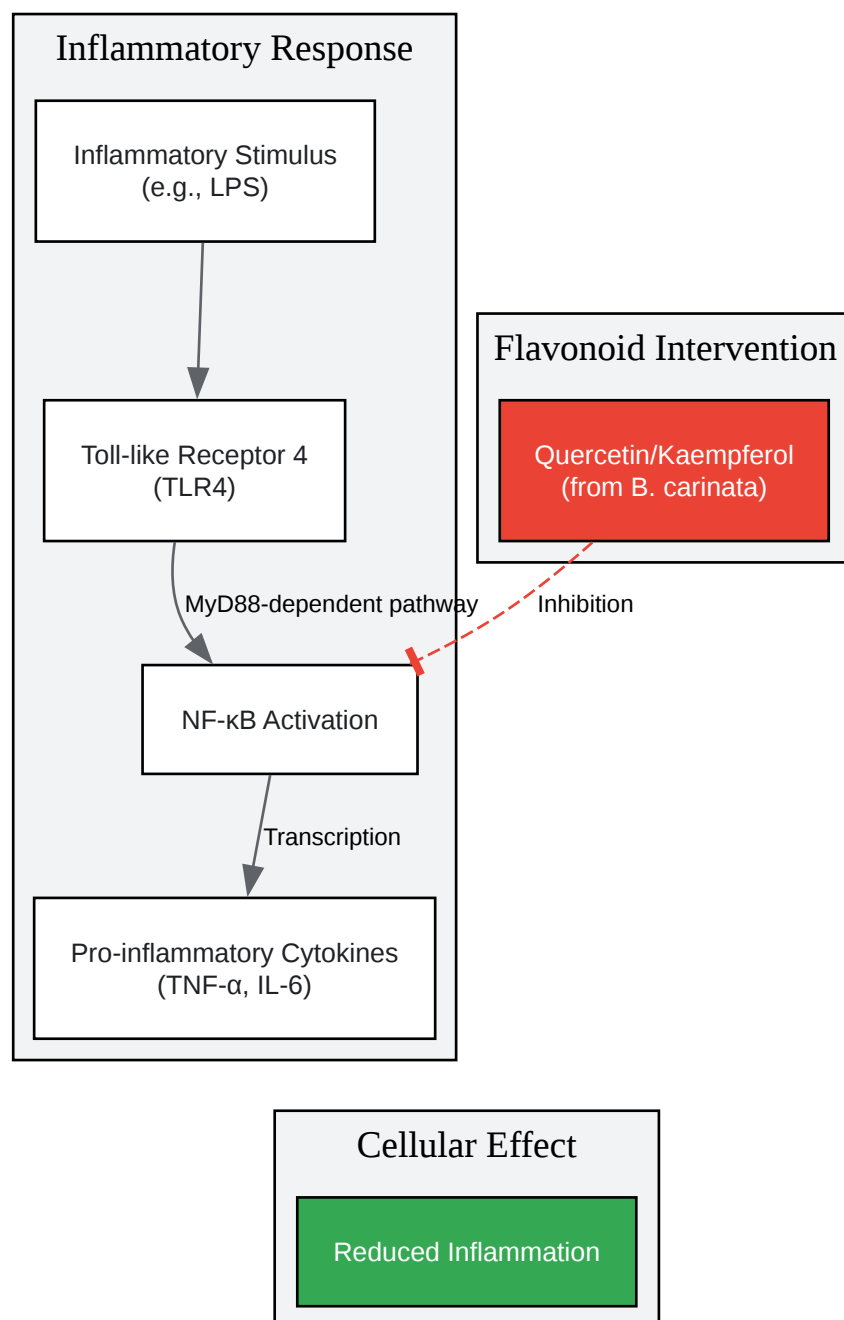 Inflammatory Response
Inflammatory Stimulus
(e.g., LPS)
Flavonoid Intervention
Toll-like Receptor 4
(TLR4)
Quercetin/Kaempferol
(from B. carinata)
MyD88-dependent pathway
Inhibition
NF-κB Activation
Transcription
Pro-inflammatory Cytokines
(TNF-α, IL-6)
Cellular Effect
Reduced Inflammation